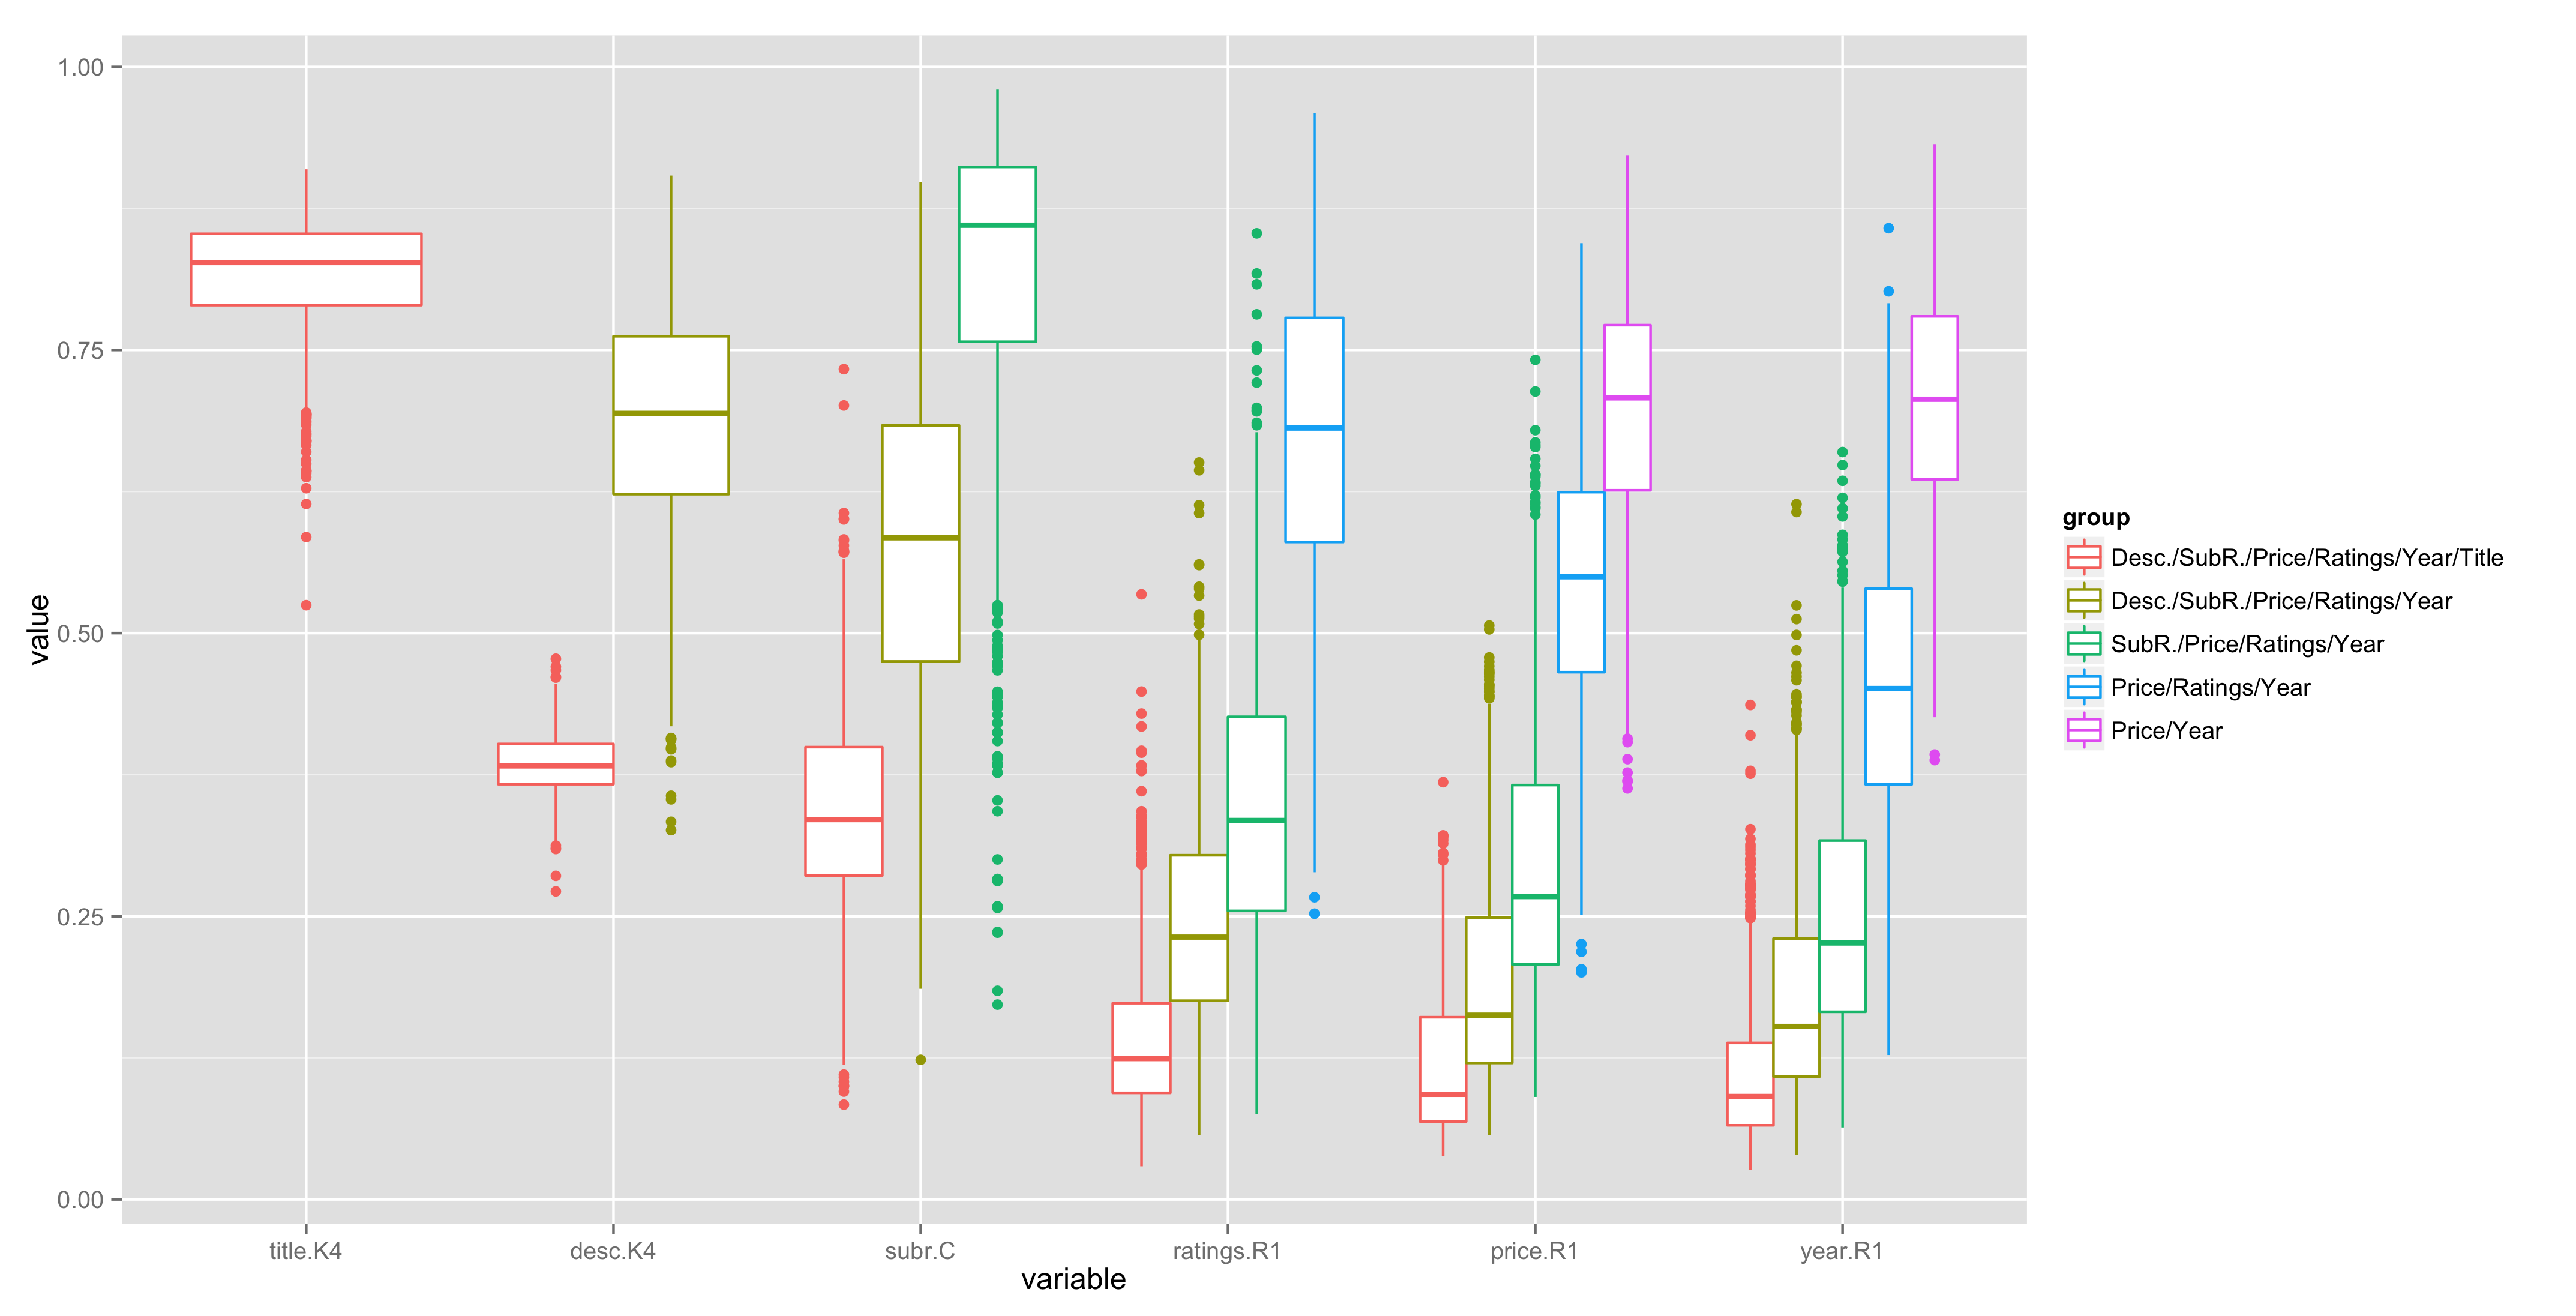 1.00
0.75
0.50
0.25
0.00
value
title.K4 desc.K4 subr.C ratings.R1 price.R1 year.R1
variable
group
Desc./SubR./Price/Ratings/Year/Title
Desc./SubR./Price/Ratings/Year
SubR./Price/Ratings/Year
Price/Ratings/Year
Price/Year